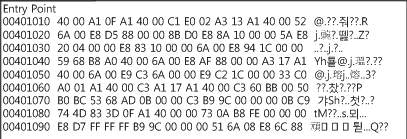 Entry Point
00401010 40 00 A1 0F A1 40 00 C1 E0 02 A3 13 A1 40 00 52 @.??.줘??.R
00401020 6A 00 E8 D5 88 00 00 8B D0 E8 8A 10 00 00 5A E8
00401030 20 04 00 00 E8 83 10 00 00 6A 00 E8 94 1C 00 00 ..?..j.?..
00401040 59 68 B8 A0 40 00 6A 00 E8 AF 88 00 00 A3 17 A1
00401050 40 00 6A 00 E9 C3 6A 00 00 E9 C2 1C 00 00 33 C0
00401060 A0 01 A1 40 00 C3 A1 17 A1 40 00 C3 60 BB 00 50
00401070 B0 BC 53 68 AD 0B 00 00 C3 B9 9C 00 00 00 0B C9
00401080 74 4D 83 3D 0F A1 40 00 00 73 0A B8 FE 00 00 00
00401090 E8 D7 FF FF FF B9 9C 00 00 00 51 6A 08 E8 6C 88